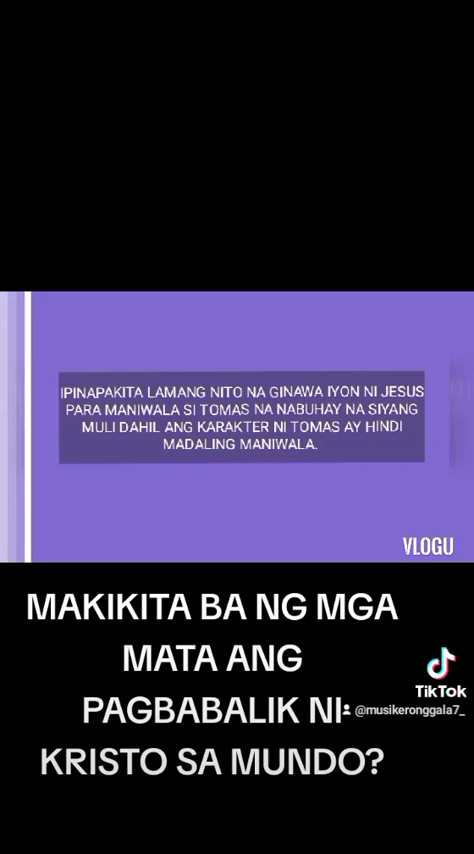 IPINAPAKITA LAMANG NITO NA GINAWA IYON NI JESUS
PARA MANIWALA SI TOMAS NA NABUHAY NA SIYANG
MULI DAHIL ANG KARAKTER NI TOMAS AY HINDI
MADALING MANIWALA.
VLOGU
MAKIKITA BA NG MGA
MATA ANG
PAGBABALIK NI
KRISTO SA MUNDO?
TikTok
@musikeronggala7_